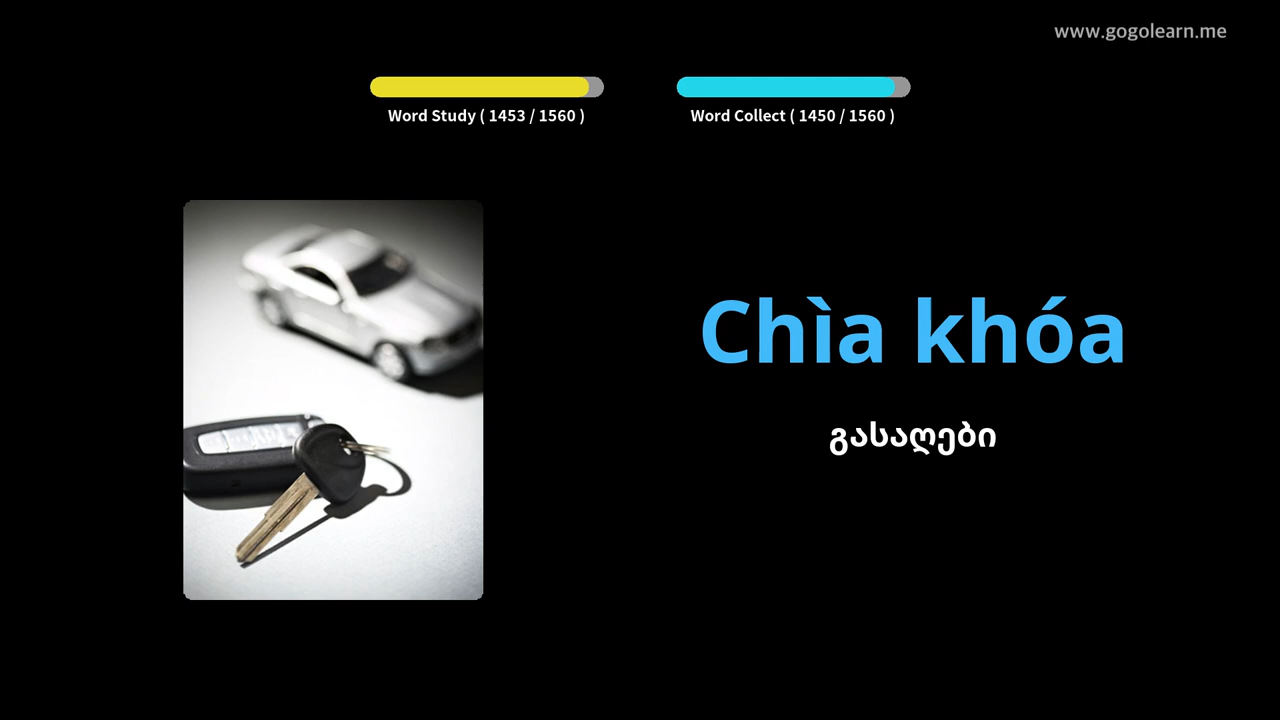 www.gogolearn.me
Word Study ( 1453 / 1560 )
Word Collect ( 1450 / 1560 )
Chìa khóa
გასაღები